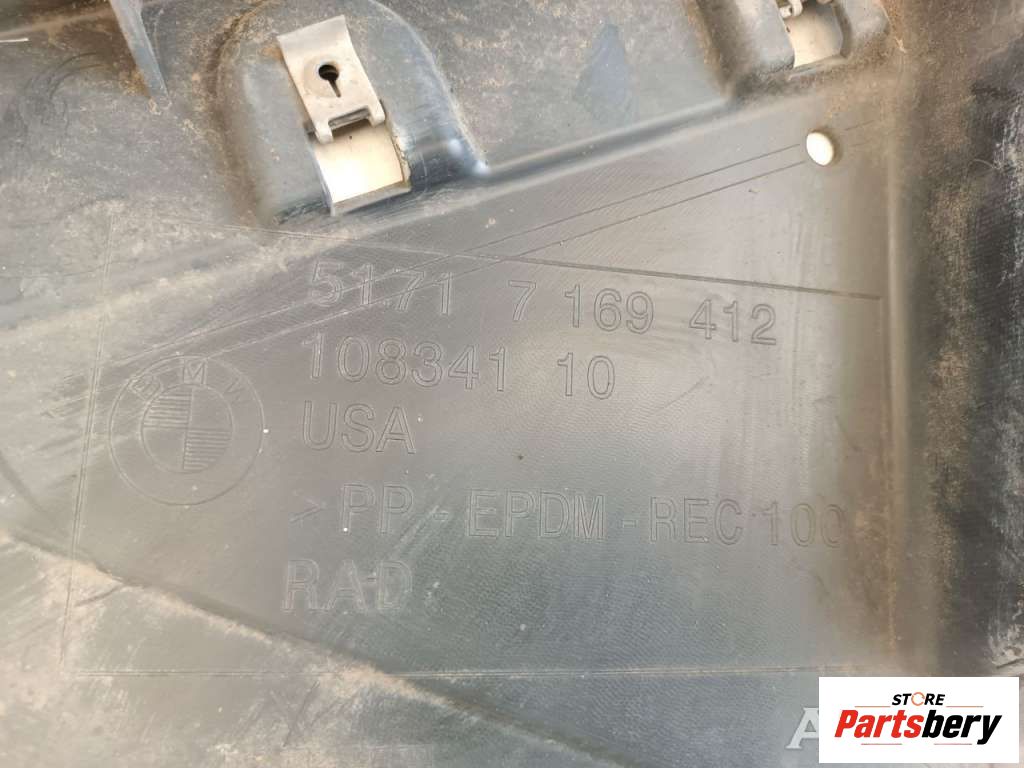 51.71 7 169 412
108341 10
BMW
USA
> PP - EPDM - REC 100
RAD
STORE
Partsbery